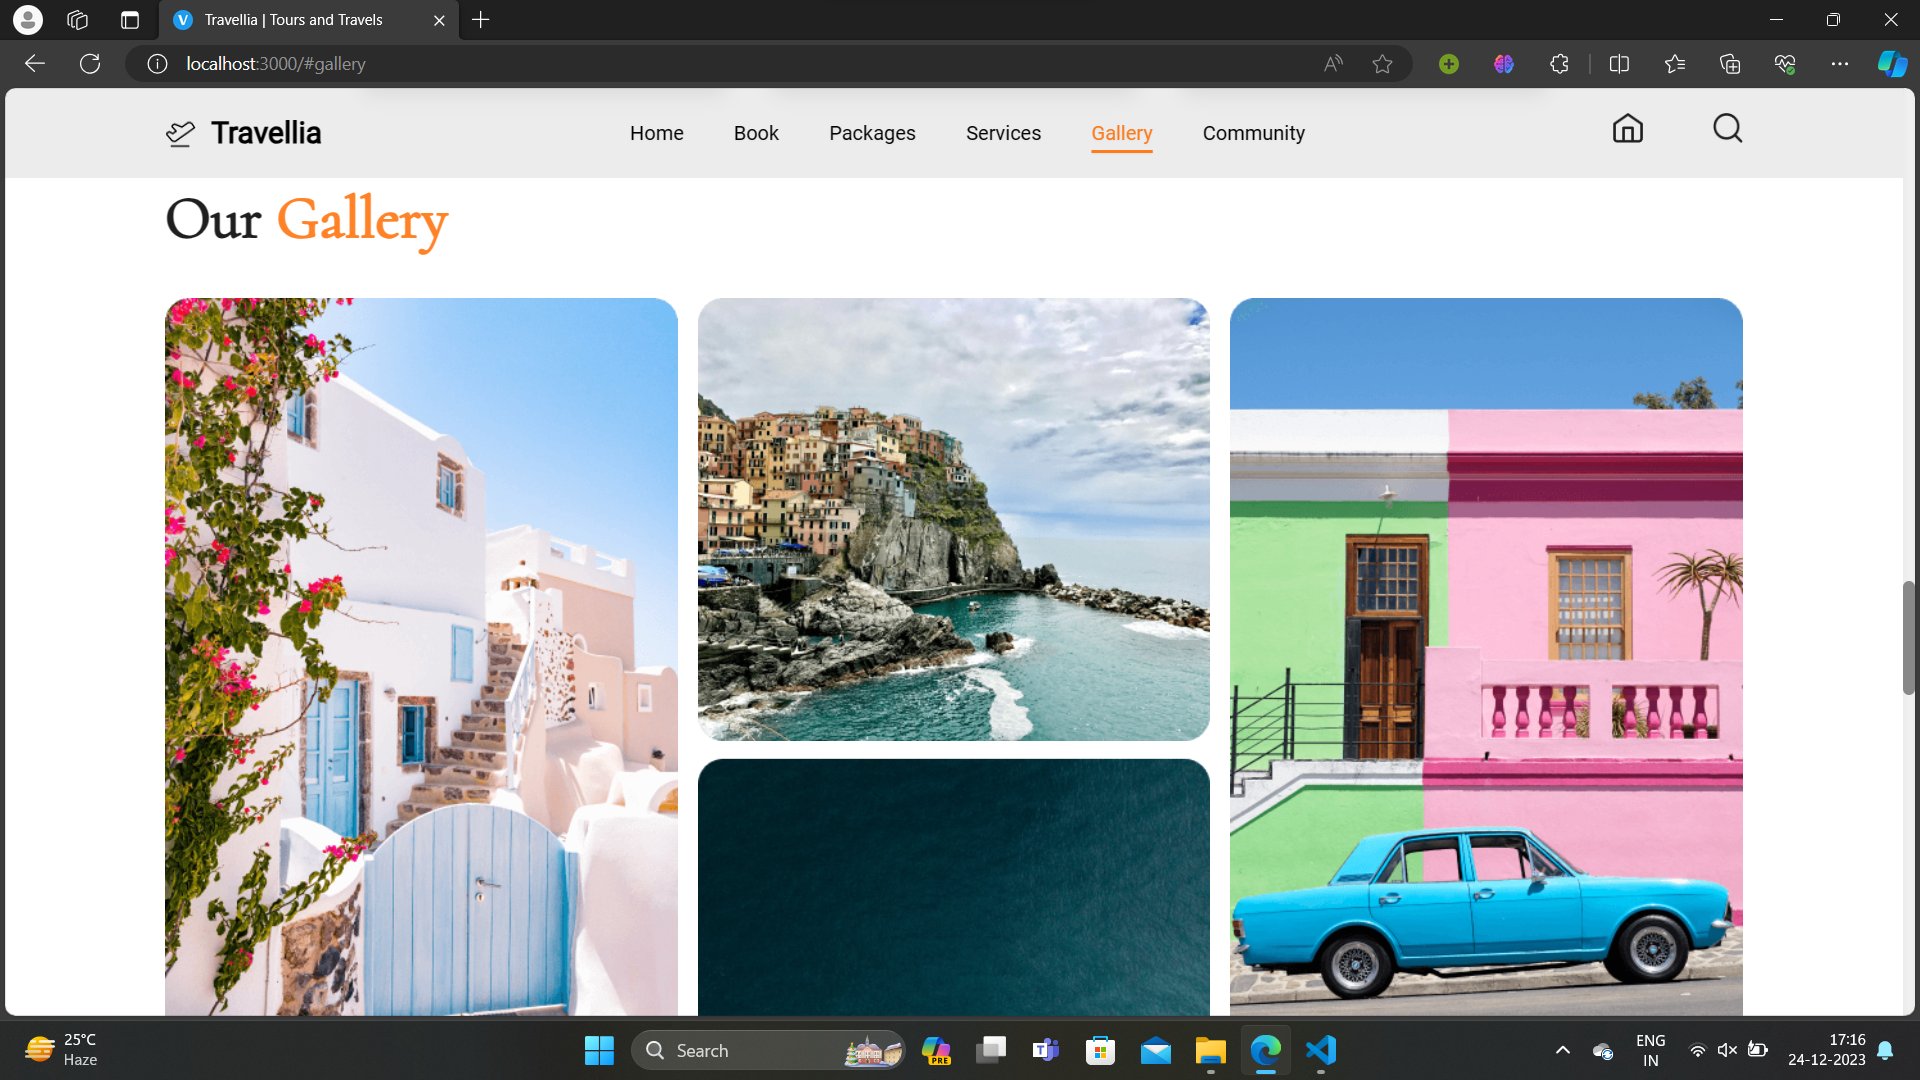 Travellia | Tours and Travels
localhost:3000/#gallery
Travellia
Home
Book
Packages
Services
Gallery
Community
Our Gallery
25°C
Haze
Search
PRE
ENG
IN
17:16
24-12-2023